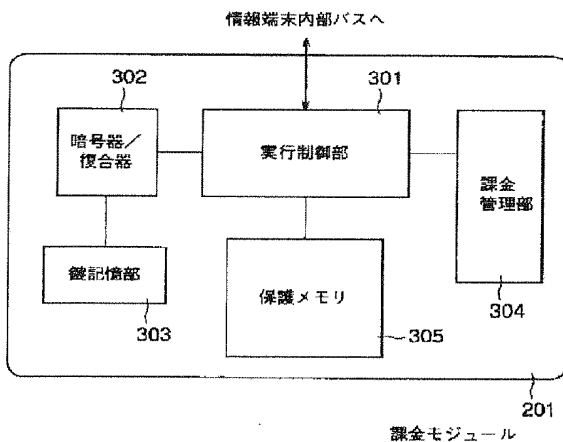 情報端末内部バスへ
302
301
暗号器／
復合器
実行制御部
課金
管理部
鍵記憶部
303
保護メモリ
305
304
201
課金モジュール